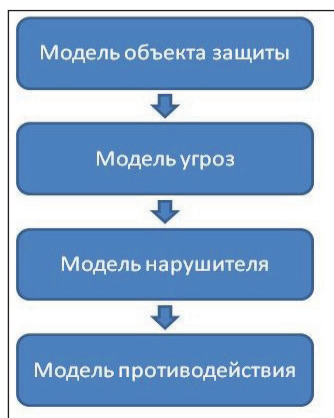 Модель объекта защиты
Модель угроз
Модель нарушителя
Модель противодействия